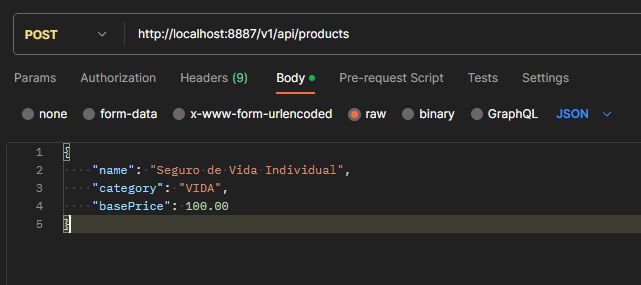 POST http://localhost:8887/v1/api/products
Params Authorization Headers (9) Body Pre-request Script Tests Settings
none form-data x-www-form-urlencoded raw binary GraphQL JSON
1 {
2 "name": "Seguro de Vida Individual",
3 "category": "VIDA",
4 "basePrice": 100.00
5 }